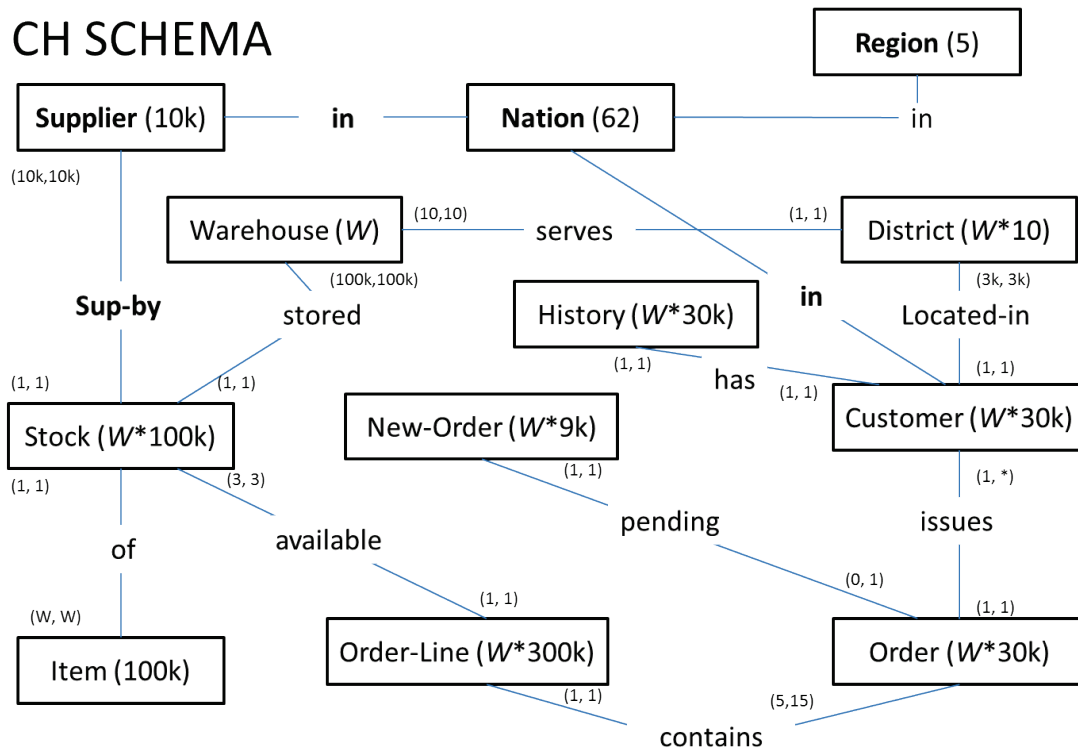 CH SCHEMA
Region (5)
Supplier (10k)
in
Nation (62)
in
(10k,10k)
Warehouse (W)
(10,10)
serves
(1, 1)
District (W*10)
(100k,100k)
(3k, 3k)
Sup-by
stored
in
History (W*30k)
Located-in
(1, 1)
(1, 1)
(1, 1)
has
(1, 1)
(1, 1)
Stock (W*100k)
New-Order (W*9k)
Customer (W*30k)
(1, 1)
(3, 3)
(1, 1)
(1, *)
of
available
pending
issues
(W, W)
(1, 1)
(0, 1)
(1, 1)
Item (100k)
Order-Line (W*300k)
Order (W*30k)
(1, 1)
(5,15)
contains